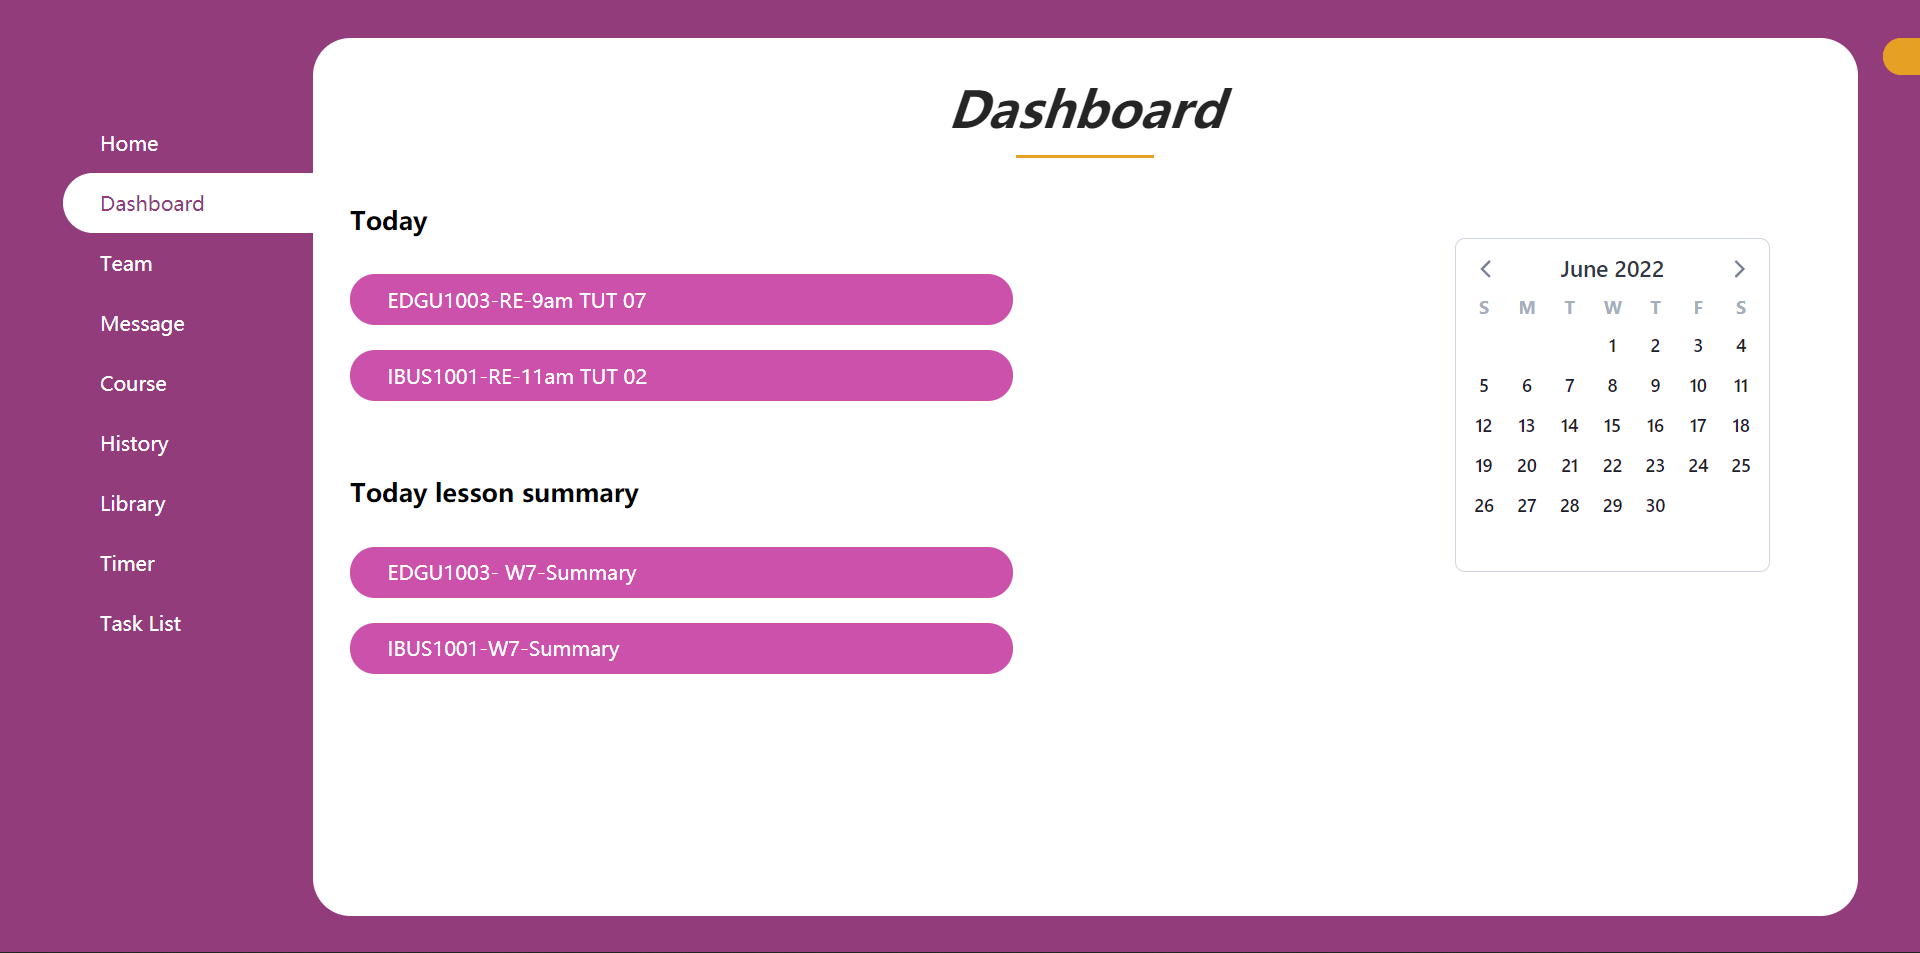 Home
Dashboard
Team
Message
Course
History
Library
Timer
Task List
Dashboard
Today
EDGU1003-RE-9am TUT 07
IBUS1001-RE-11am TUT 02
Today lesson summary
EDGU1003- W7-Summary
IBUS1001-W7-Summary
June 2022
S M T W T F S
1 2 3 4
5 6 7 8 9 10 11
12 13 14 15 16 17 18
19 20 21 22 23 24 25
26 27 28 29 30